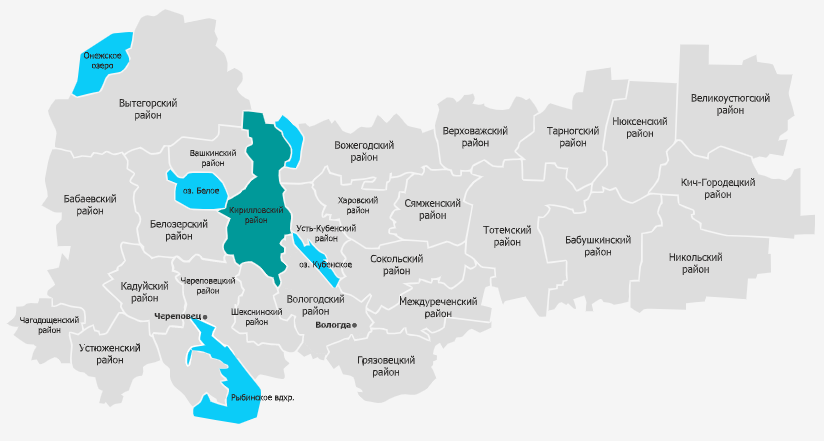 Онежское
озеро
Вытегорский
район
Великоустюгский
район
Нюксенский
район
Тарногский
район
Верховажский
район
Вожегодский
район
Вашкинский
район
Кич-Городецкий
район
оз. Белое
Бабаевский
район
Харовский
район
Сямженский
район
Кирилловский
район
Белозерский
район
Усть-Кубенский
район
Тотемский
район
Бабушкинский
район
Никольский
район
оз. Кубенское
Сокольский
район
Кадуйский
район
Череповецкий
район
Вологодский
район
Междуреченский
район
Шекснинский
район
Череповец
Вологда
Чагодощенский
район
Устюженский
район
Грязовецкий
район
Рыбинское вдхр.